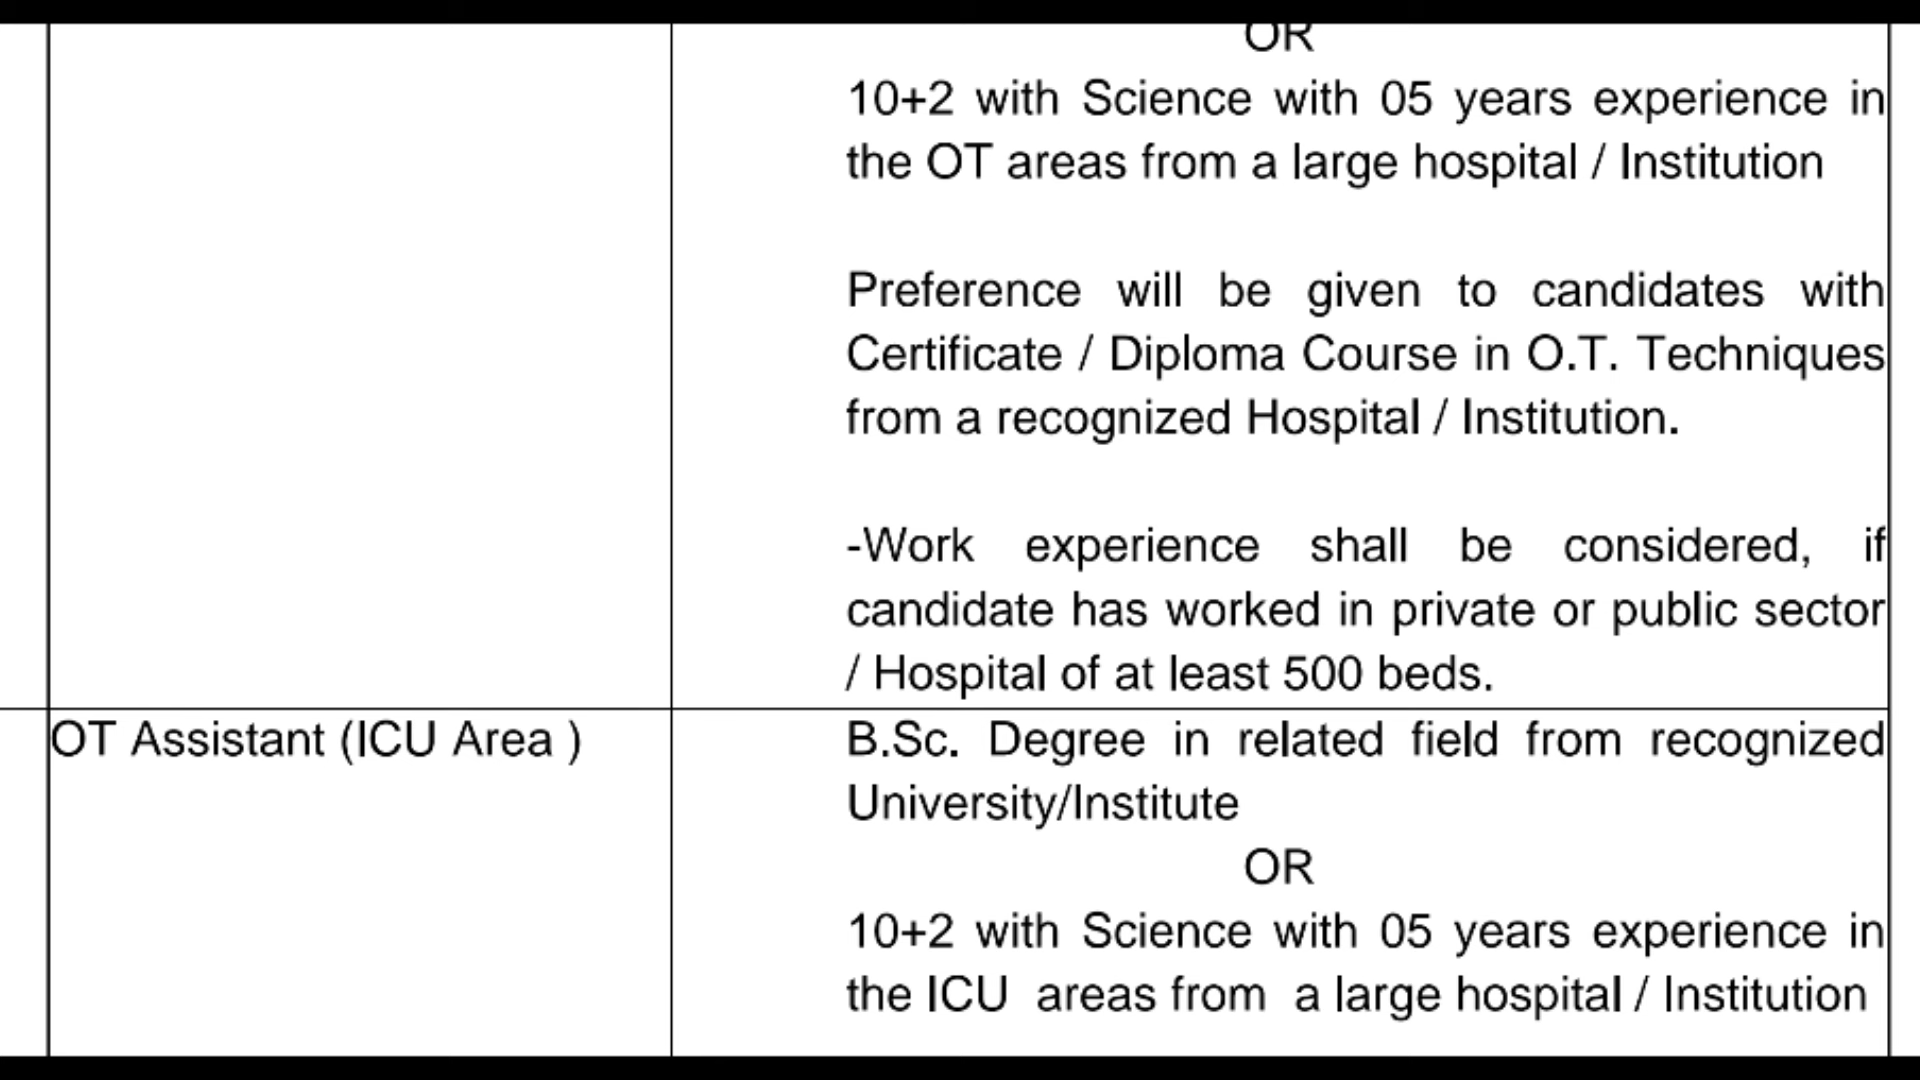 OR
10+2 with Science with 05 years experience in
the OT areas from a large hospital / Institution
Preference will be given to candidates with
Certificate / Diploma Course in O.T. Techniques
from a recognized Hospital / Institution.
-Work experience shall be considered, if
candidate has worked in private or public sector
/ Hospital of at least 500 beds.
OT Assistant (ICU Area )
B.Sc. Degree in related field from recognized
University/Institute
OR
10+2 with Science with 05 years experience in
the ICU areas from a large hospital / Institution